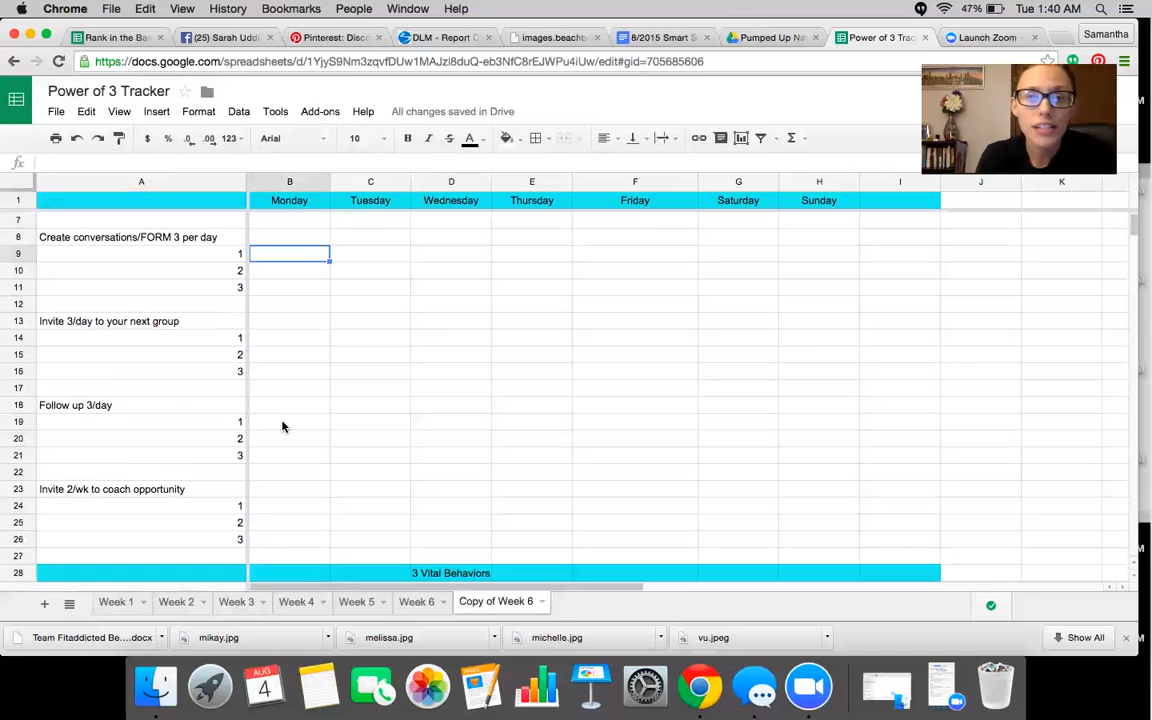 Chrome File Edit View History Bookmarks People Window Help 47% Tue 1:40 AM
Rank in the Ban (25) Sarah Uddi Pinterest: Disco DLM - Report G images.beachb 8/2015 Smart S Pumped Up Na Power of 3 Trac Launch Zoom Samantha
https://docs.google.com/spreadsheets/d/1YjyS9Nm3zqvfDUw1MAJzl8duQ-eb3NfC8rEJWPu4iUw/edit#gid=705685606
Power of 3 Tracker
File Edit View Insert Format Data Tools Add-ons Help All changes saved in Drive
$ % .0 .00 123 Arial 10 B I S A Σ
fx
A B C D E F G H I J K
1 Monday Tuesday Wednesday Thursday Friday Saturday Sunday
7
8 Create conversations/FORM 3 per day
9 1
10 2
11 3
12
13 Invite 3/day to your next group
14 1
15 2
16 3
17
18 Follow up 3/day
19 1
20 2
21 3
22
23 Invite 2/wk to coach opportunity
24 1
25 2
26 3
27
28 3 Vital Behaviors
+ Week 1 Week 2 Week 3 Week 4 Week 5 Week 6 Copy of Week 6
Team Fitaddicted Be....docx mikay.jpg melissa.jpg michelle.jpg vu.jpeg Show All
AUG
4